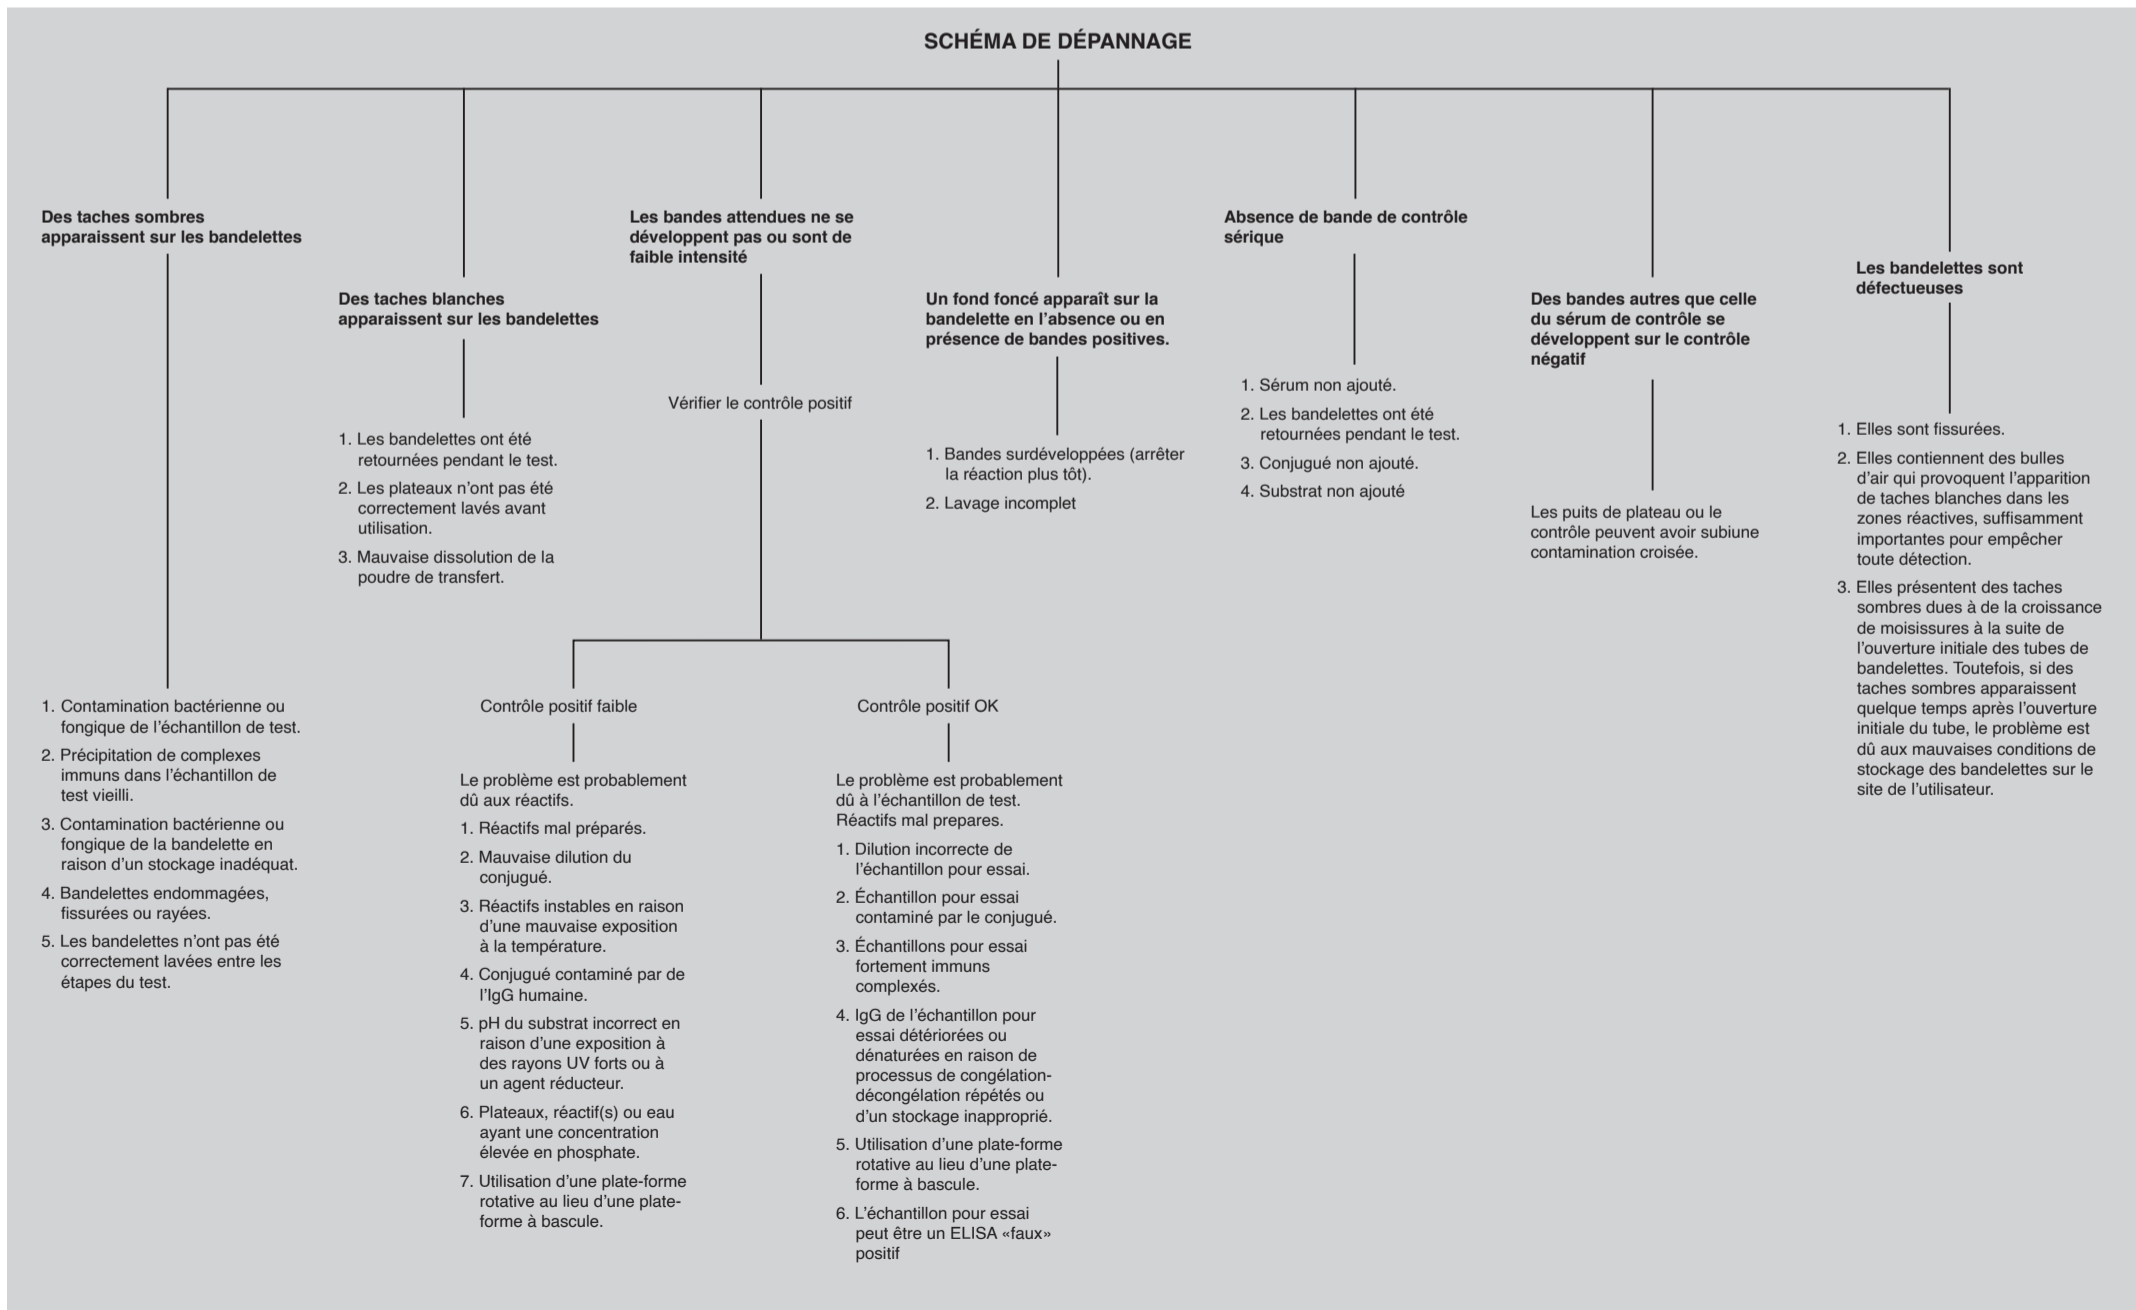 SCHÉMA DE DÉPANNAGE
Des taches sombres
apparaissent sur les bandelettes
1. Contamination bactérienne ou
fongique de l'échantillon de test.
2. Précipitation de complexes
immuns dans l'échantillon de
test vieilli.
3. Contamination bactérienne ou
fongique de la bandelette en
raison d'un stockage inadéquat.
4. Bandelettes endommagées,
fissurées ou rayées.
5. Les bandelettes n'ont pas été
correctement lavées entre les
étapes du test.
Des taches blanches
apparaissent sur les bandelettes
1. Les bandelettes ont été
retournées pendant le test.
2. Les plateaux n'ont pas été
correctement lavés avant
utilisation.
3. Mauvaise dissolution de la
poudre de transfert.
Les bandes attendues ne se
développent pas ou sont de
faible intensité
Vérifier le contrôle positif
Contrôle positif faible
Le problème est probablement
dû aux réactifs.
1. Réactifs mal préparés.
2. Mauvaise dilution du
conjugué.
3. Réactifs instables en raison
d'une mauvaise exposition
à la température.
4. Conjugué contaminé par de
l'IgG humaine.
5. pH du substrat incorrect en
raison d'une exposition à
des rayons UV forts ou à
un agent réducteur.
6. Plateaux, réactif(s) ou eau
ayant une concentration
élevée en phosphate.
7. Utilisation d'une plate-forme
rotative au lieu d'une plate-
forme à bascule.
Contrôle positif OK
Le problème est probablement
dû à l'échantillon de test.
Réactifs mal prepares.
1. Dilution incorrecte de
l'échantillon pour essai.
2. Échantillon pour essai
contaminé par le conjugué.
3. Échantillons pour essai
fortement immuns
complexés.
4. IgG de l'échantillon pour
essai détériorées ou
dénaturées en raison de
processus de congélation-
décongélation répétés ou
d'un stockage inapproprié.
5. Utilisation d'une plate-forme
rotative au lieu d'une plate-
forme à bascule.
6. L'échantillon pour essai
peut être un ELISA «faux»
positif
Un fond foncé apparaît sur la
bandelette en l'absence ou en
présence de bandes positives.
1. Bandes surdéveloppées (arrêter
la réaction plus tôt).
2. Lavage incomplet
Absence de bande de contrôle
sérique
1. Sérum non ajouté.
2. Les bandelettes ont été
retournées pendant le test.
3. Conjugué non ajouté.
4. Substrat non ajouté
Des bandes autres que celle
du sérum de contrôle se
développent sur le contrôle
négatif
Les puits de plateau ou le
contrôle peuvent avoir subiune
contamination croisée.
Les bandelettes sont
défectueuses
1. Elles sont fissurées.
2. Elles contiennent des bulles
d'air qui provoquent l'apparition
de taches blanches dans les
zones réactives, suffisamment
importantes pour empêcher
toute détection.
3. Elles présentent des taches
sombres dues à de la croissance
de moisissures à la suite de
l'ouverture initiale des tubes de
bandelettes. Toutefois, si des
taches sombres apparaissent
quelque temps après l'ouverture
initiale du tube, le problème est
dû aux mauvaises conditions de
stockage des bandelettes sur le
site de l'utilisateur.